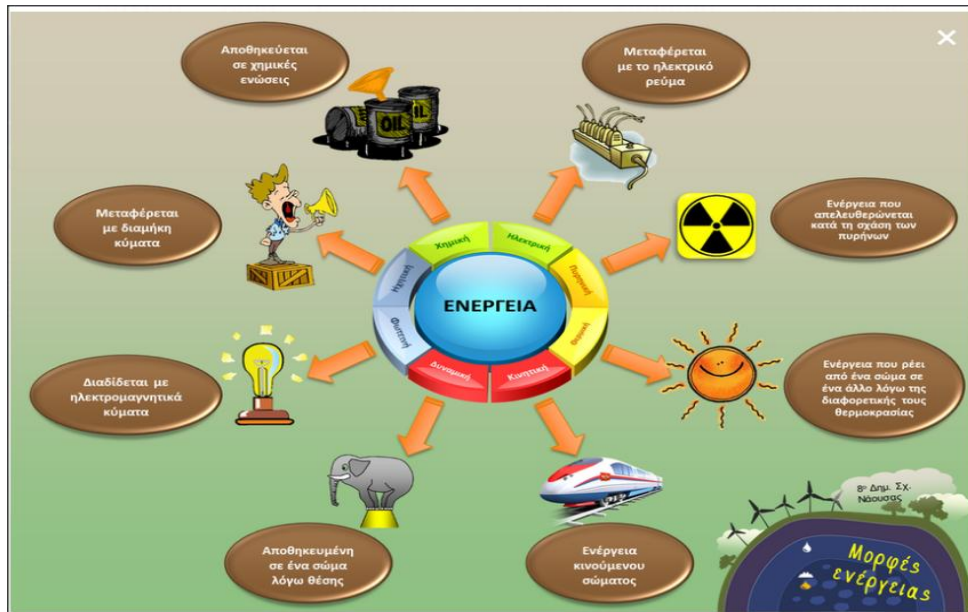 Αποθηκεύεται
σε χημικές
ενώσεις
Μεταφέρεται
με το ηλεκτρικό
ρεύμα
OIL
OIL
IL
Μεταφέρεται
με διαμήκη
κύματα
Ενέργεια που
απελευθερώνεται
κατά τη σχάση των
πυρήνων
Χημική
Ηλεκτρική
Ηχητική
Πυρηνική
ΕΝΕΡΓΕΙΑ
Φωτεινή
Θερμική
Δυναμική
Κινητική
Διαδίδεται με
ηλεκτρομαγνητικά
κύματα
Ενέργεια που ρέει
από ένα σώμα σε
ένα άλλο λόγω της
διαφορετικής τους
θερμοκρασίας
Αποθηκευμένη
σε ένα σώμα
λόγω θέσης
Ενέργεια
κινούμενου
σώματος
8ο Δημ. Σχ.
Νάουσας
Μορφές
ενέργειας